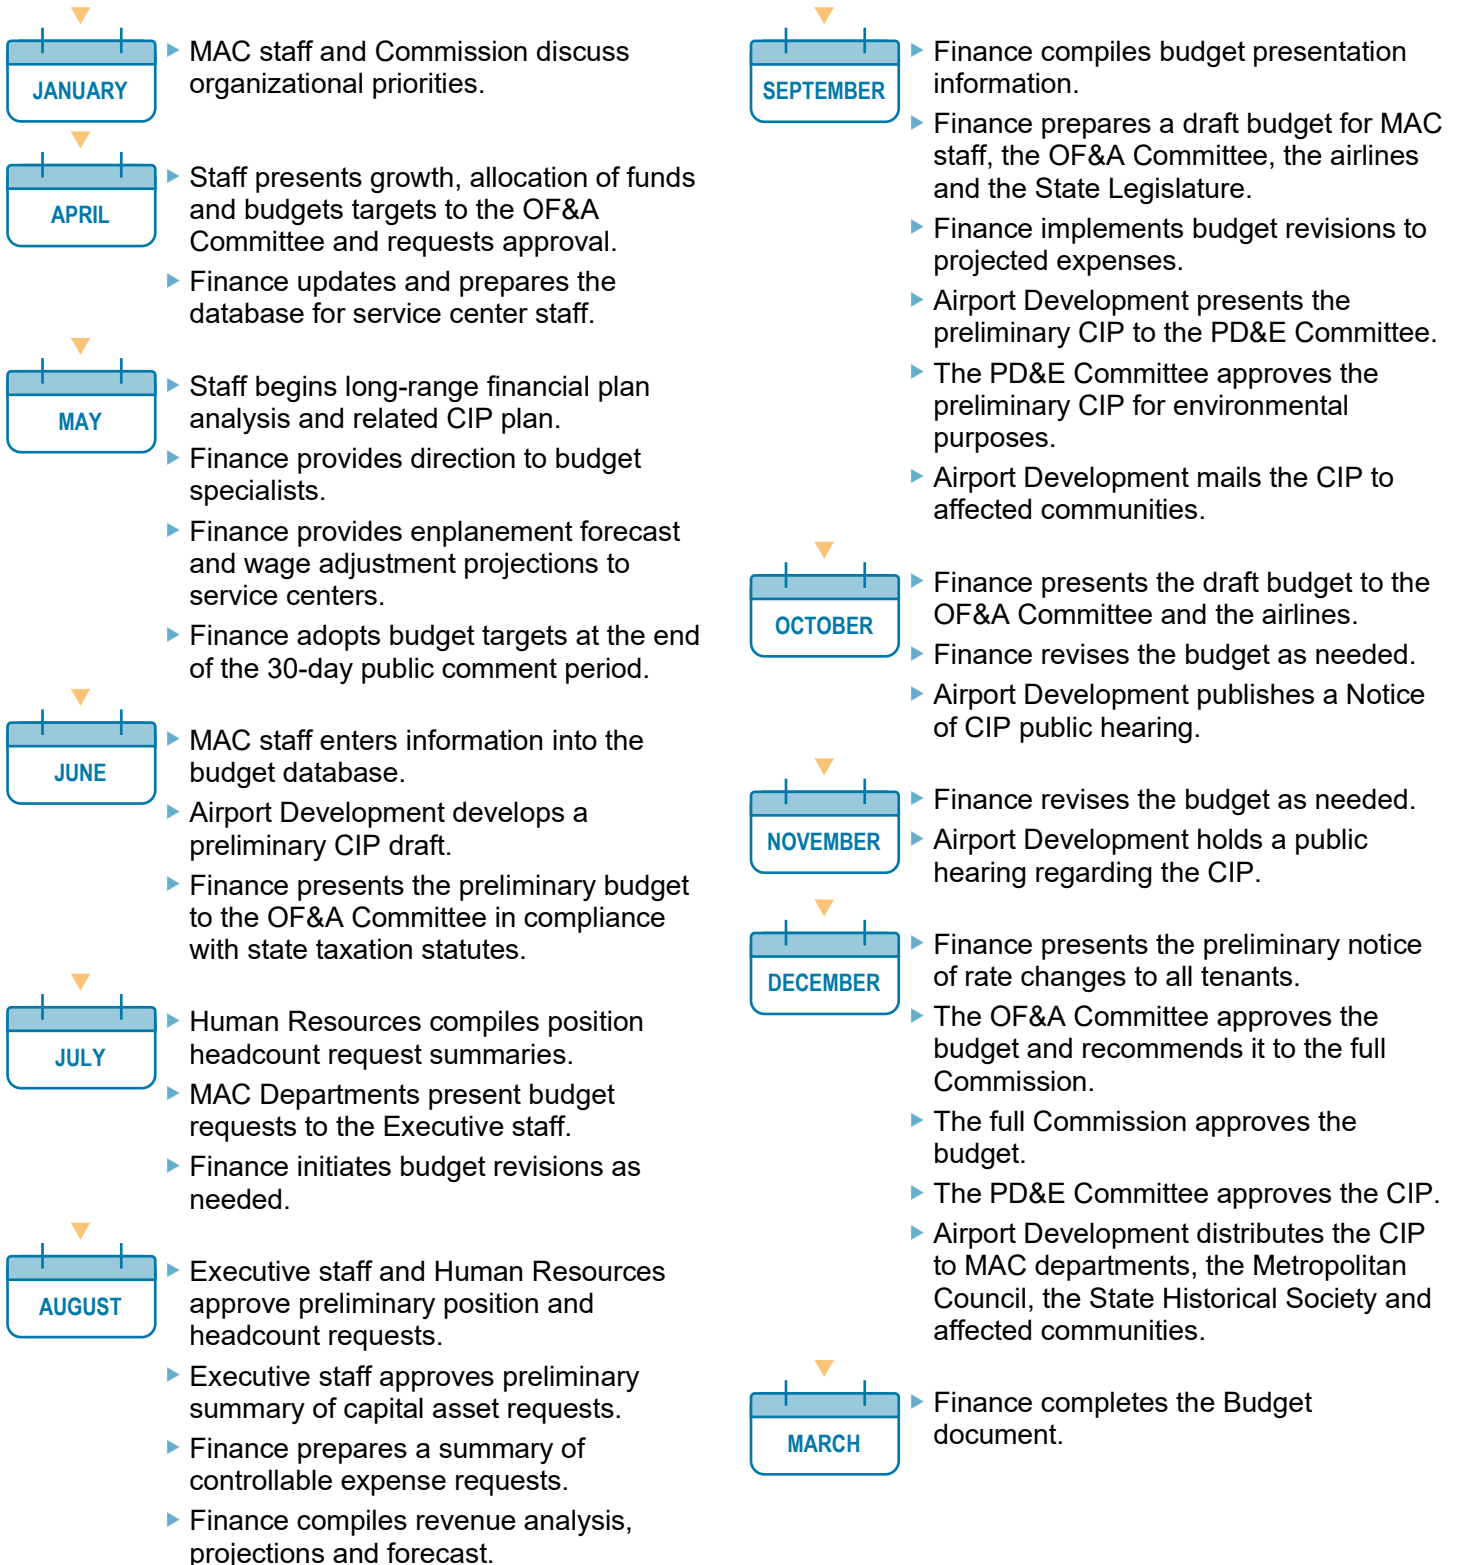 JANUARY
MAC staff and Commission discuss
organizational priorities.
APRIL
Staff presents growth, allocation of funds
and budgets targets to the OF&A
Committee and requests approval.
Finance updates and prepares the
database for service center staff.
MAY
Staff begins long-range financial plan
analysis and related CIP plan.
Finance provides direction to budget
specialists.
Finance provides enplanement forecast
and wage adjustment projections to
service centers.
Finance adopts budget targets at the end
of the 30-day public comment period.
JUNE
MAC staff enters information into the
budget database.
Airport Development develops a
preliminary CIP draft.
Finance presents the preliminary budget
to the OF&A Committee in compliance
with state taxation statutes.
JULY
Human Resources compiles position
headcount request summaries.
MAC Departments present budget
requests to the Executive staff.
Finance initiates budget revisions as
needed.
AUGUST
Executive staff and Human Resources
approve preliminary position and
headcount requests.
Executive staff approves preliminary
summary of capital asset requests.
Finance prepares a summary of
controllable expense requests.
Finance compiles revenue analysis,
projections and forecast.
SEPTEMBER
Finance compiles budget presentation
information.
Finance prepares a draft budget for MAC
staff, the OF&A Committee, the airlines
and the State Legislature.
Finance implements budget revisions to
projected expenses.
Airport Development presents the
preliminary CIP to the PD&E Committee.
The PD&E Committee approves the
preliminary CIP for environmental
purposes.
Airport Development mails the CIP to
affected communities.
OCTOBER
Finance presents the draft budget to the
OF&A Committee and the airlines.
Finance revises the budget as needed.
Airport Development publishes a Notice
of CIP public hearing.
NOVEMBER
Finance revises the budget as needed.
Airport Development holds a public
hearing regarding the CIP.
DECEMBER
Finance presents the preliminary notice
of rate changes to all tenants.
The OF&A Committee approves the
budget and recommends it to the full
Commission.
The full Commission approves the
budget.
The PD&E Committee approves the CIP.
Airport Development distributes the CIP
to MAC departments, the Metropolitan
Council, the State Historical Society and
affected communities.
MARCH
Finance completes the Budget
document.